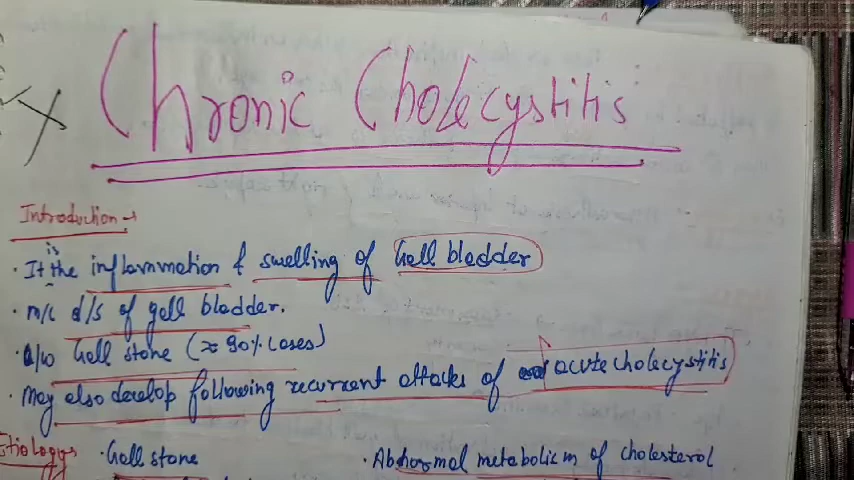 Chronic Cholecystitis
Introduction →
· It is the inflammation & swelling of Gall bladder
· m/c d/s of gall bladder.
· a/w Gall stone (≈ 90% cases)
· May also develop following recurrent attacks of acute cholecystitis
Etiology
· Gall stone
· Abnormal metabolism of cholesterol